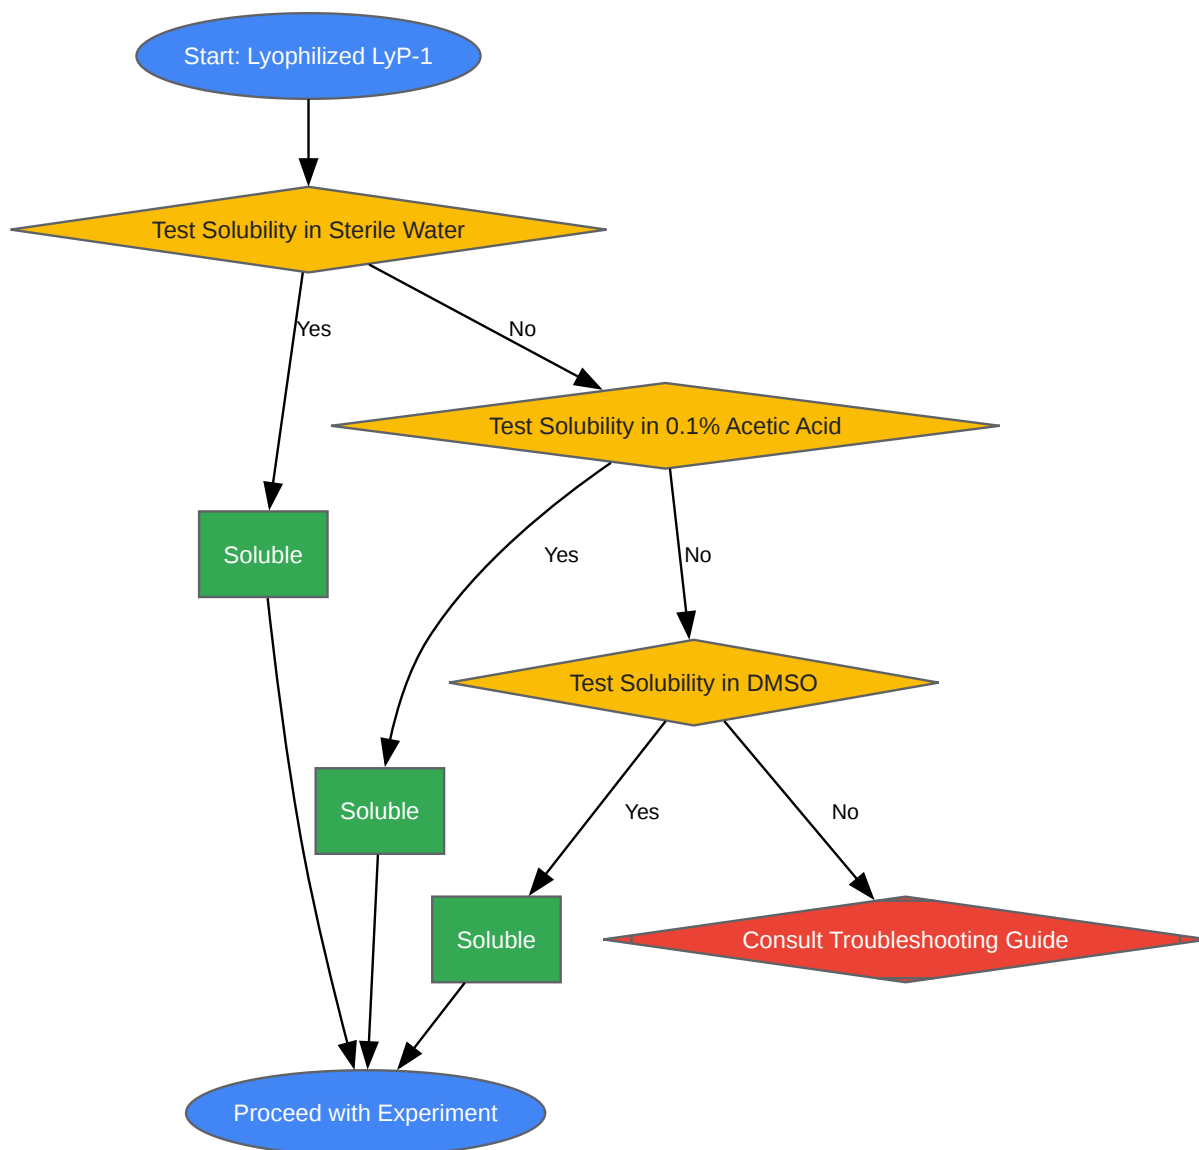 Start: Lyophilized LyP-1
Test Solubility in Sterile Water
Yes
No
Test Solubility in 0.1% Acetic Acid
Soluble
Yes
No
Test Solubility in DMSO
Soluble
Yes
No
Soluble
Consult Troubleshooting Guide
Proceed with Experiment